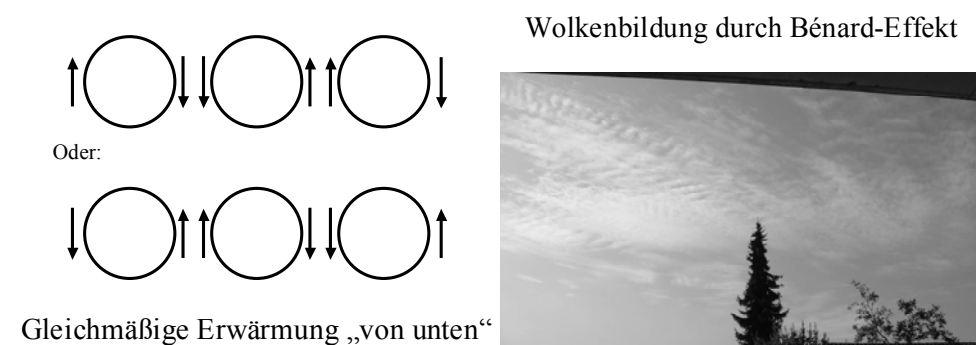 Wolkenbildung durch Bénard-Effekt
Oder:
Gleichmäßige Erwärmung „von unten“